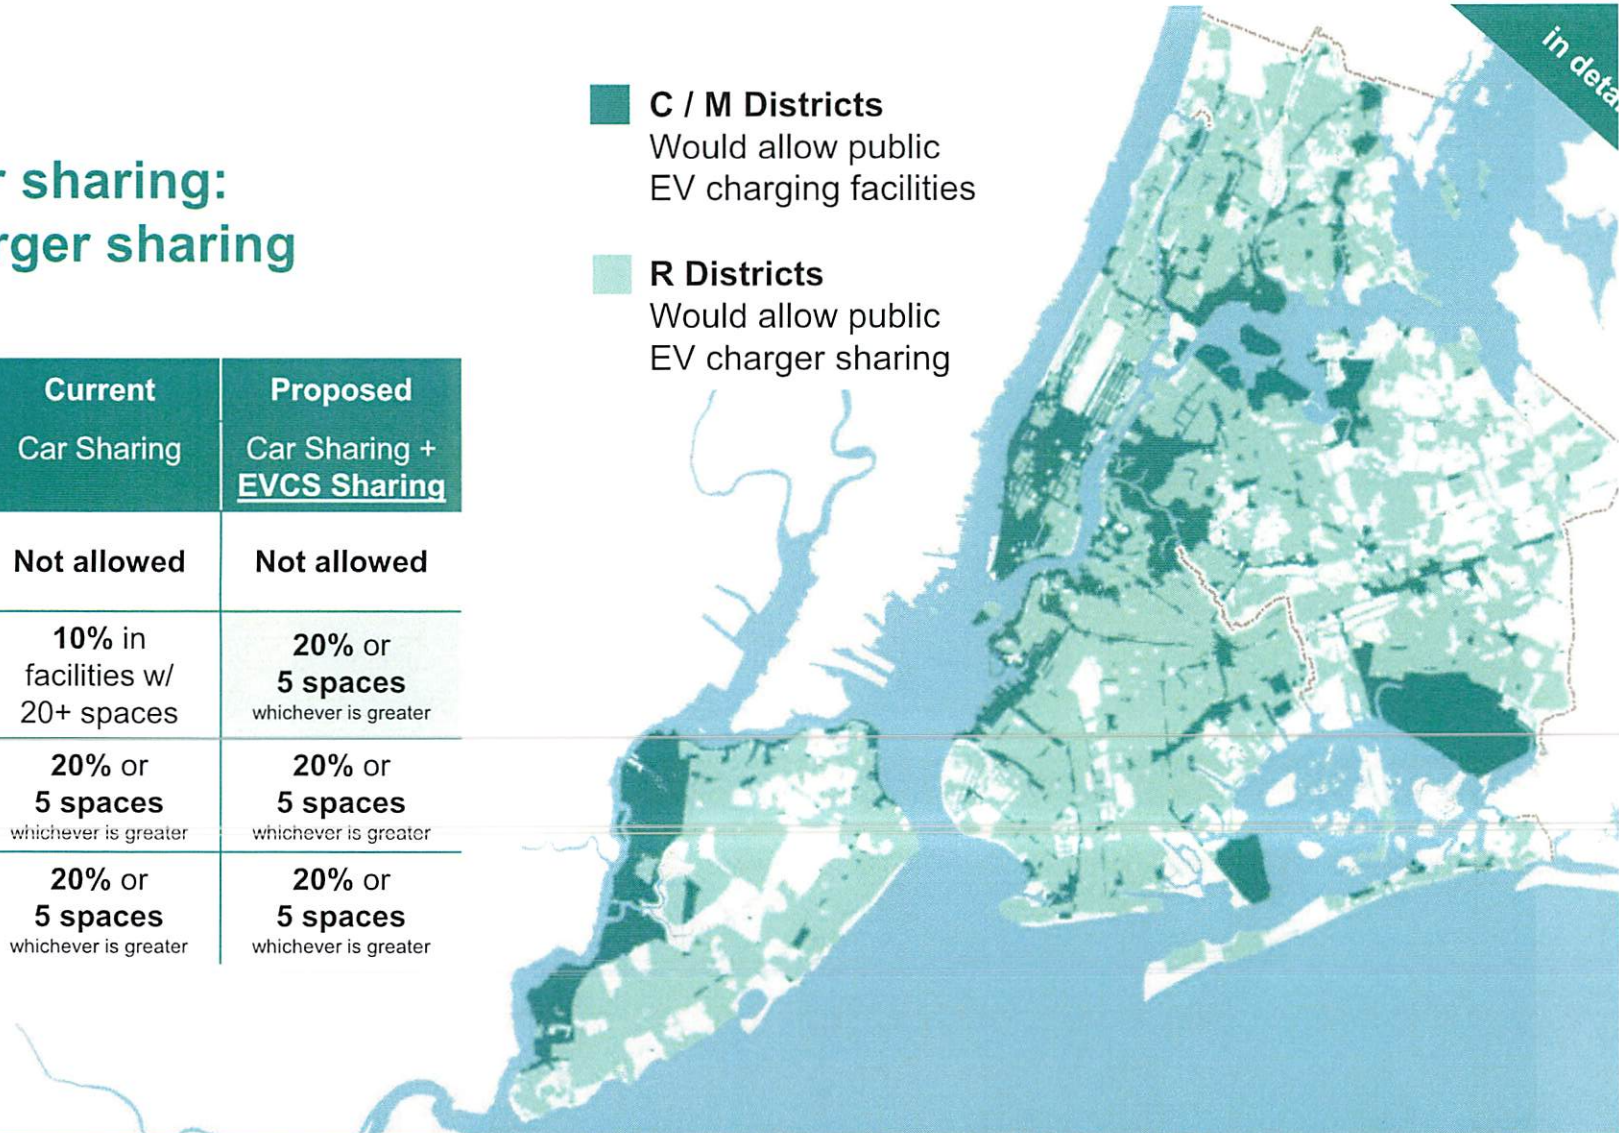 r sharing:
rger sharing
C / M Districts
Would allow public
EV charging facilities
R Districts
Would allow public
EV charger sharing
in detai
Current
Proposed
Car Sharing
Car Sharing +
EVCS Sharing
Not allowed
Not allowed
10% in
facilities w/
20+ spaces
20% or
5 spaces
whichever is greater
20% or
5 spaces
whichever is greater
20% or
5 spaces
whichever is greater
20% or
5 spaces
whichever is greater
20% or
5 spaces
whichever is greater